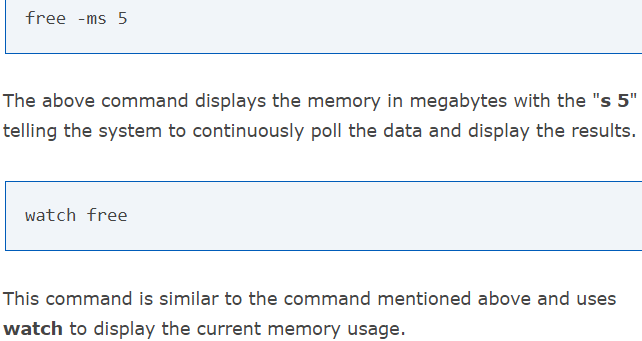 free -ms 5
The above command displays the memory in megabytes with the "s 5"
telling the system to continuously poll the data and display the results.
watch free
This command is similar to the command mentioned above and uses
watch to display the current memory usage.